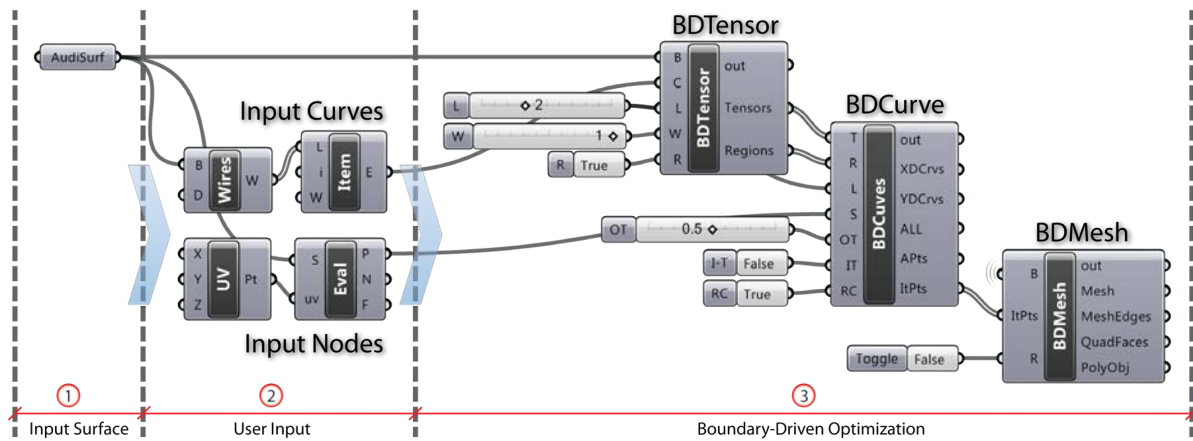 AudiSurf
Input Curves
B
D
Wires
W
L
i
W
Item
E
X
Y
Z
UV
Pt
S
uv
Eval
P
N
F
Input Nodes
BDTensor
B
C
L
W
R
BDTensor
out
Tensors
Regions
L
2
W
1
R
True
BDCurve
T
R
L
S
OT
IT
RC
BDCuves
out
XDCrvs
YDCrvs
ALL
APts
ItPts
OT
0.5
I-T
False
RC
True
BDMesh
B
ItPts
R
BDMesh
out
Mesh
MeshEdges
QuadFaces
PolyObj
Toggle
False
1
2
3
Input Surface
User Input
Boundary-Driven Optimization